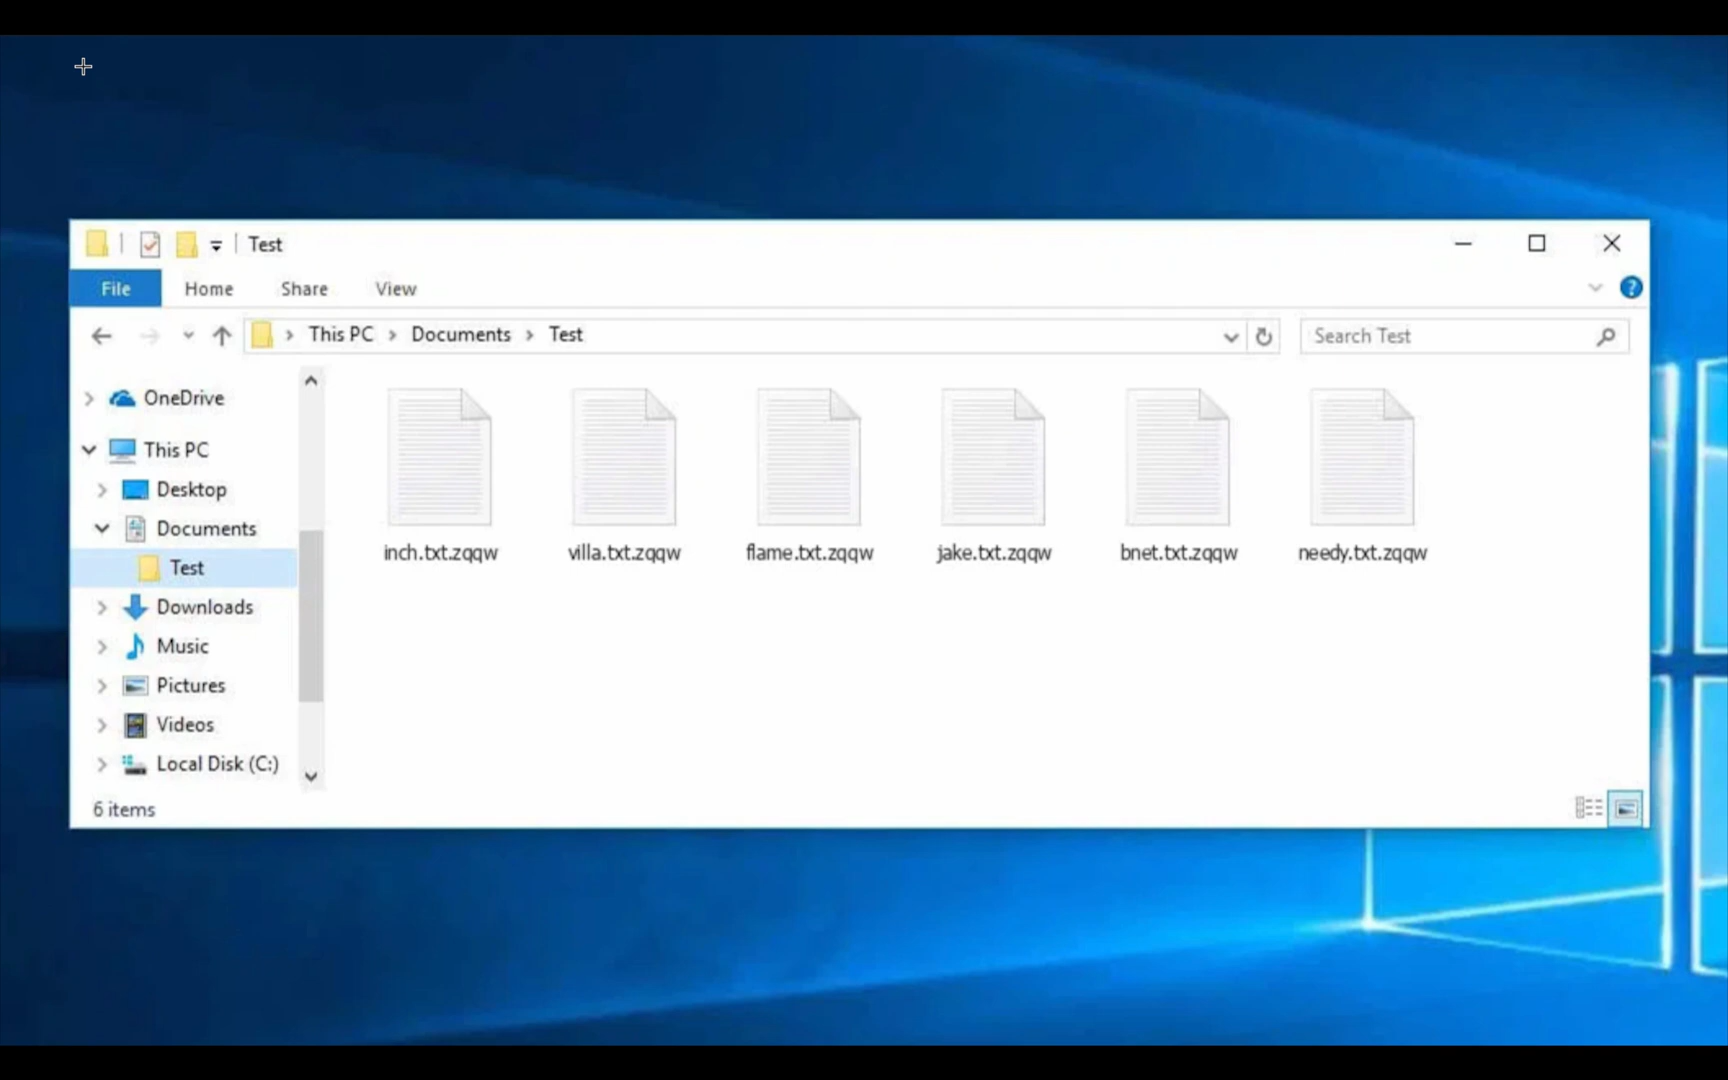 Test
File Home Share View
This PC Documents Test
Search Test
OneDrive
This PC
Desktop
Documents
Test
Downloads
Music
Pictures
Videos
Local Disk (C:)
inch.txt.zqqw villa.txt.zqqw flame.txt.zqqw jake.txt.zqqw bnet.txt.zqqw needy.txt.zqqw
6 items